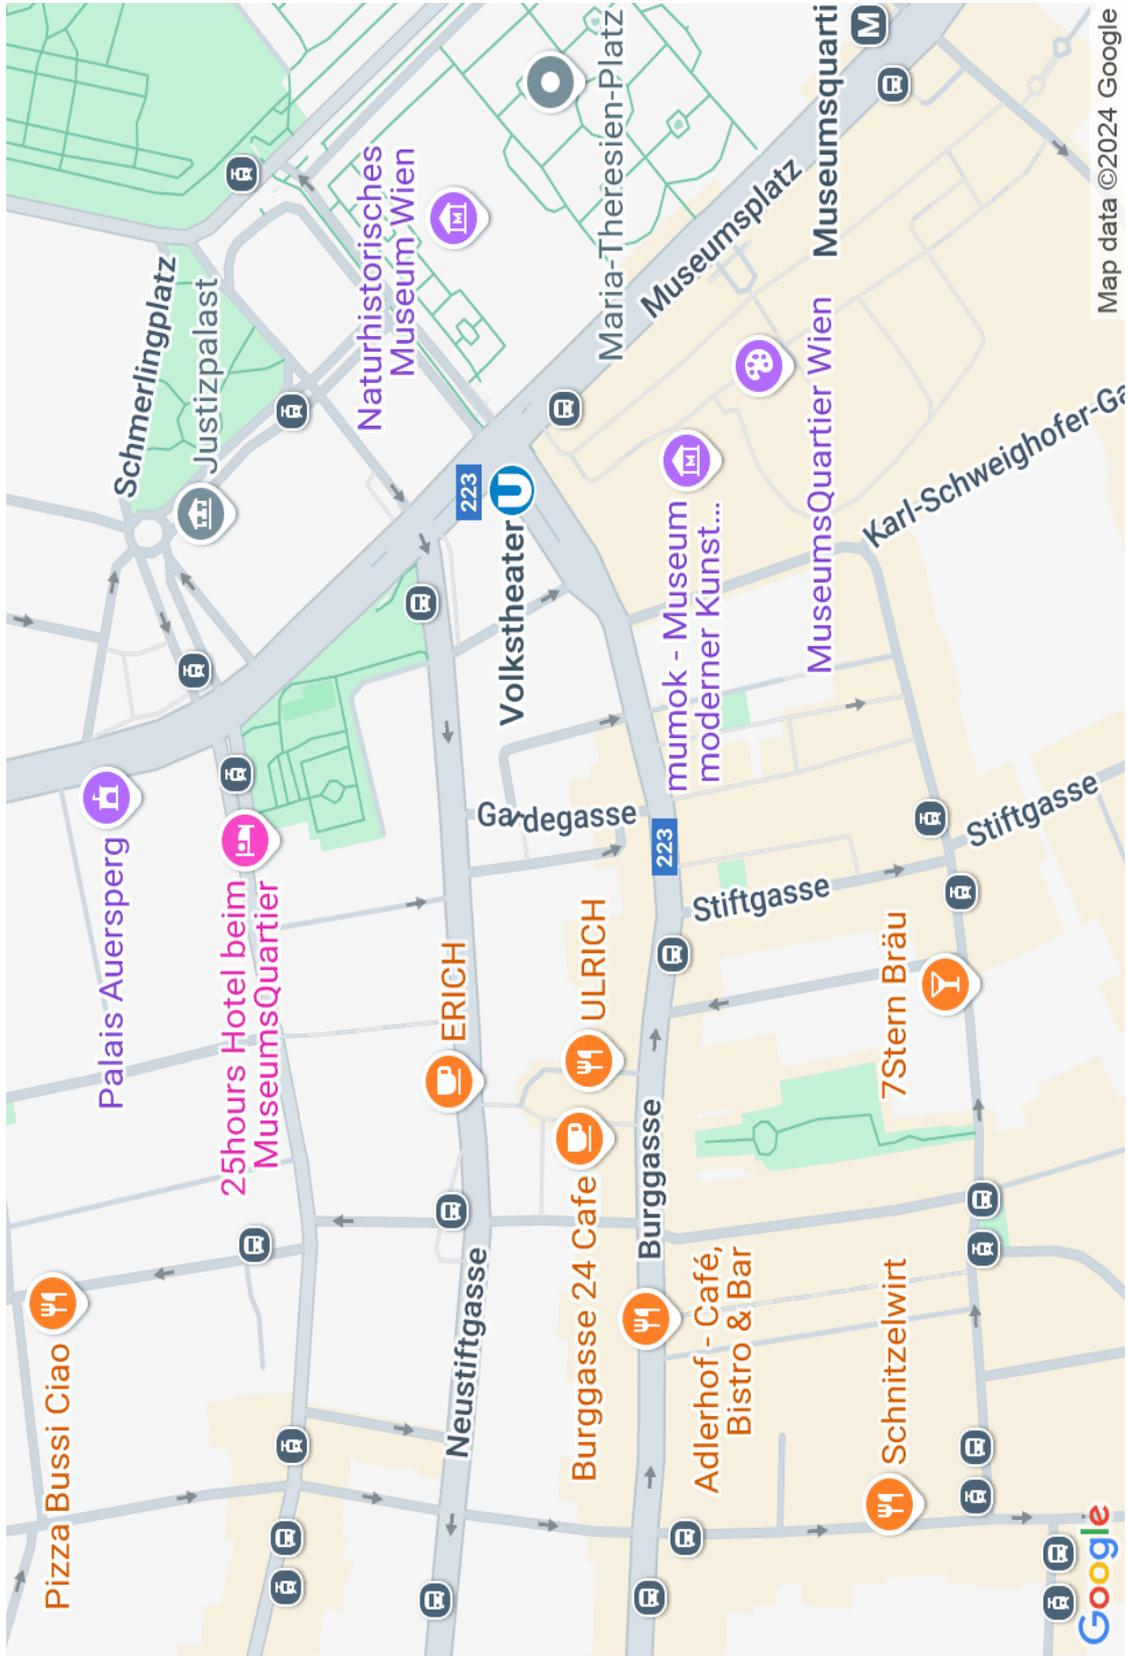 Pizza Bussi Ciao
Palais Auersperg
Schmerlingplatz
Justizpalast
25hours Hotel beim
MuseumsQuartier
Naturhistorisches
Museum Wien
Neustiftgasse
ERICH
223
Volkstheater
Gardegasse
Burggasse 24 Cafe
ULRICH
Maria-Theresien-Platz
Burggasse
223
Museumsplatz
Adlerhof - Café,
Bistro & Bar
Stiftgasse
mumok - Museum
moderner Kunst...
MuseumsQuartier Wien
Museumsquarti
M
U
Schnitzelwirt
7Stern Bräu
Stiftgasse
Karl-Schweighofer-Ga
Google
Map data ©2024 Google